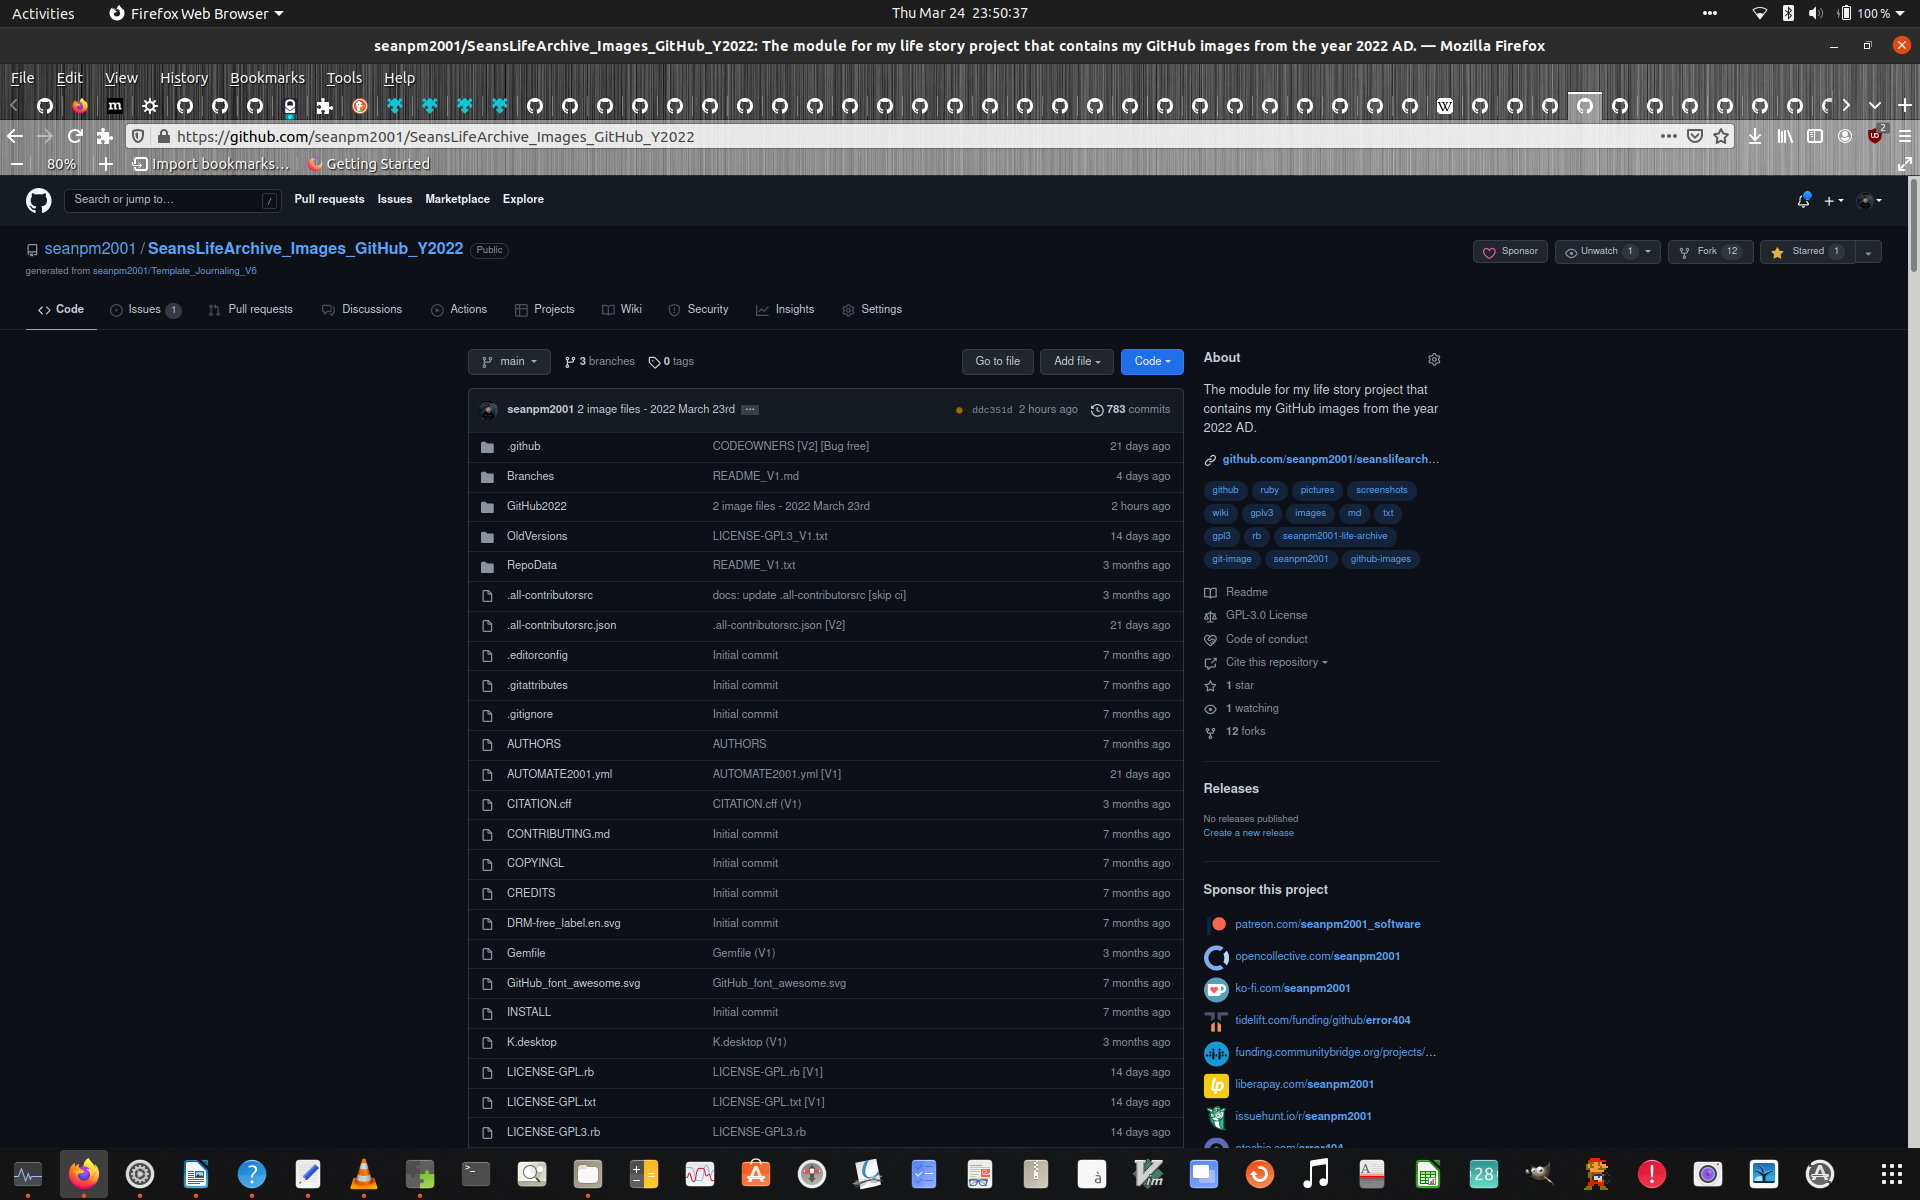 Activities
Firefox Web Browser
Thu Mar 24 23:50:37
100 %
seanpm2001/SeansLifeArchive_Images_GitHub_Y2022: The module for my life story project that contains my GitHub images from the year 2022 AD. — Mozilla Firefox
File Edit View History Bookmarks Tools Help
https://github.com/seanpm2001/SeansLifeArchive_Images_GitHub_Y2022
2
80%
Import bookmarks...
Getting Started
Search or jump to...
/
Pull requests Issues Marketplace Explore
seanpm2001 / SeansLifeArchive_Images_GitHub_Y2022 Public
generated from seanpm2001/Template_Journaling_V6
Sponsor
Unwatch 1
Fork 12
Starred 1
Code
Issues 1
Pull requests
Discussions
Actions
Projects
Wiki
Security
Insights
Settings
main
3 branches
0 tags
Go to file
Add file
Code
seanpm2001 2 image files - 2022 March 23rd ...
ddc351d 2 hours ago 783 commits
.github CODEOWNERS [V2] [Bug free] 21 days ago
Branches README_V1.md 4 days ago
GitHub2022 2 image files - 2022 March 23rd 2 hours ago
OldVersions LICENSE-GPL3_V1.txt 14 days ago
RepoData README_V1.txt 3 months ago
.all-contributorsrc docs: update .all-contributorsrc [skip ci] 3 months ago
.all-contributorsrc.json .all-contributorsrc.json [V2] 21 days ago
.editorconfig Initial commit 7 months ago
.gitattributes Initial commit 7 months ago
.gitignore Initial commit 7 months ago
AUTHORS AUTHORS 7 months ago
AUTOMATE2001.yml AUTOMATE2001.yml [V1] 21 days ago
CITATION.cff CITATION.cff (V1) 3 months ago
CONTRIBUTING.md Initial commit 7 months ago
COPYINGL Initial commit 7 months ago
CREDITS Initial commit 7 months ago
DRM-free_label.en.svg Initial commit 7 months ago
Gemfile Gemfile (V1) 3 months ago
GitHub_font_awesome.svg GitHub_font_awesome.svg 7 months ago
INSTALL Initial commit 7 months ago
K.desktop K.desktop (V1) 3 months ago
LICENSE-GPL.rb LICENSE-GPL.rb [V1] 14 days ago
LICENSE-GPL.txt LICENSE-GPL.txt [V1] 14 days ago
LICENSE-GPL3.rb LICENSE-GPL3.rb 14 days ago
About
The module for my life story project that
contains my GitHub images from the year
2022 AD.
github.com/seanpm2001/seanslifearch...
github ruby pictures screenshots
wiki gplv3 images md txt
gpl3 rb seanpm2001-life-archive
git-image seanpm2001 github-images
Readme
GPL-3.0 License
Code of conduct
Cite this repository
1 star
1 watching
12 forks
Releases
No releases published
Create a new release
Sponsor this project
patreon.com/seanpm2001_software
opencollective.com/seanpm2001
ko-fi.com/seanpm2001
tidelift.com/funding/github/error404
funding.communitybridge.org/projects/...
liberapay.com/seanpm2001
issuehunt.io/r/seanpm2001
28